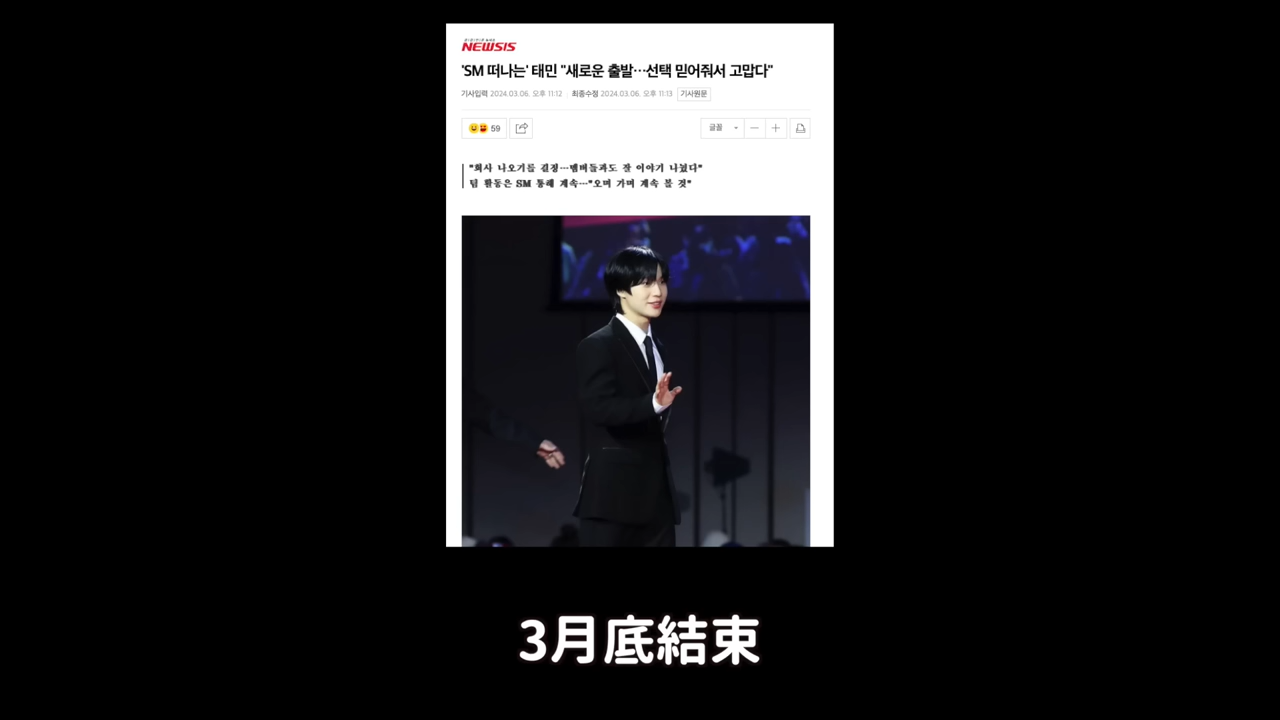 NEWSIS
'SM 떠나는' 태민 "새로운 출발…선택 믿어줘서 고맙다"
기사입력 2024.03.06. 오후 11:12 최종수정 2024.03.06. 오후 11:13 기사원문
59 글꼴
"회사 나오기를 결정…멤버들과도 잘 이야기 나눴다"
팀 활동은 SM 통해 계속…"오며 가며 계속 볼 것"
3月底結束